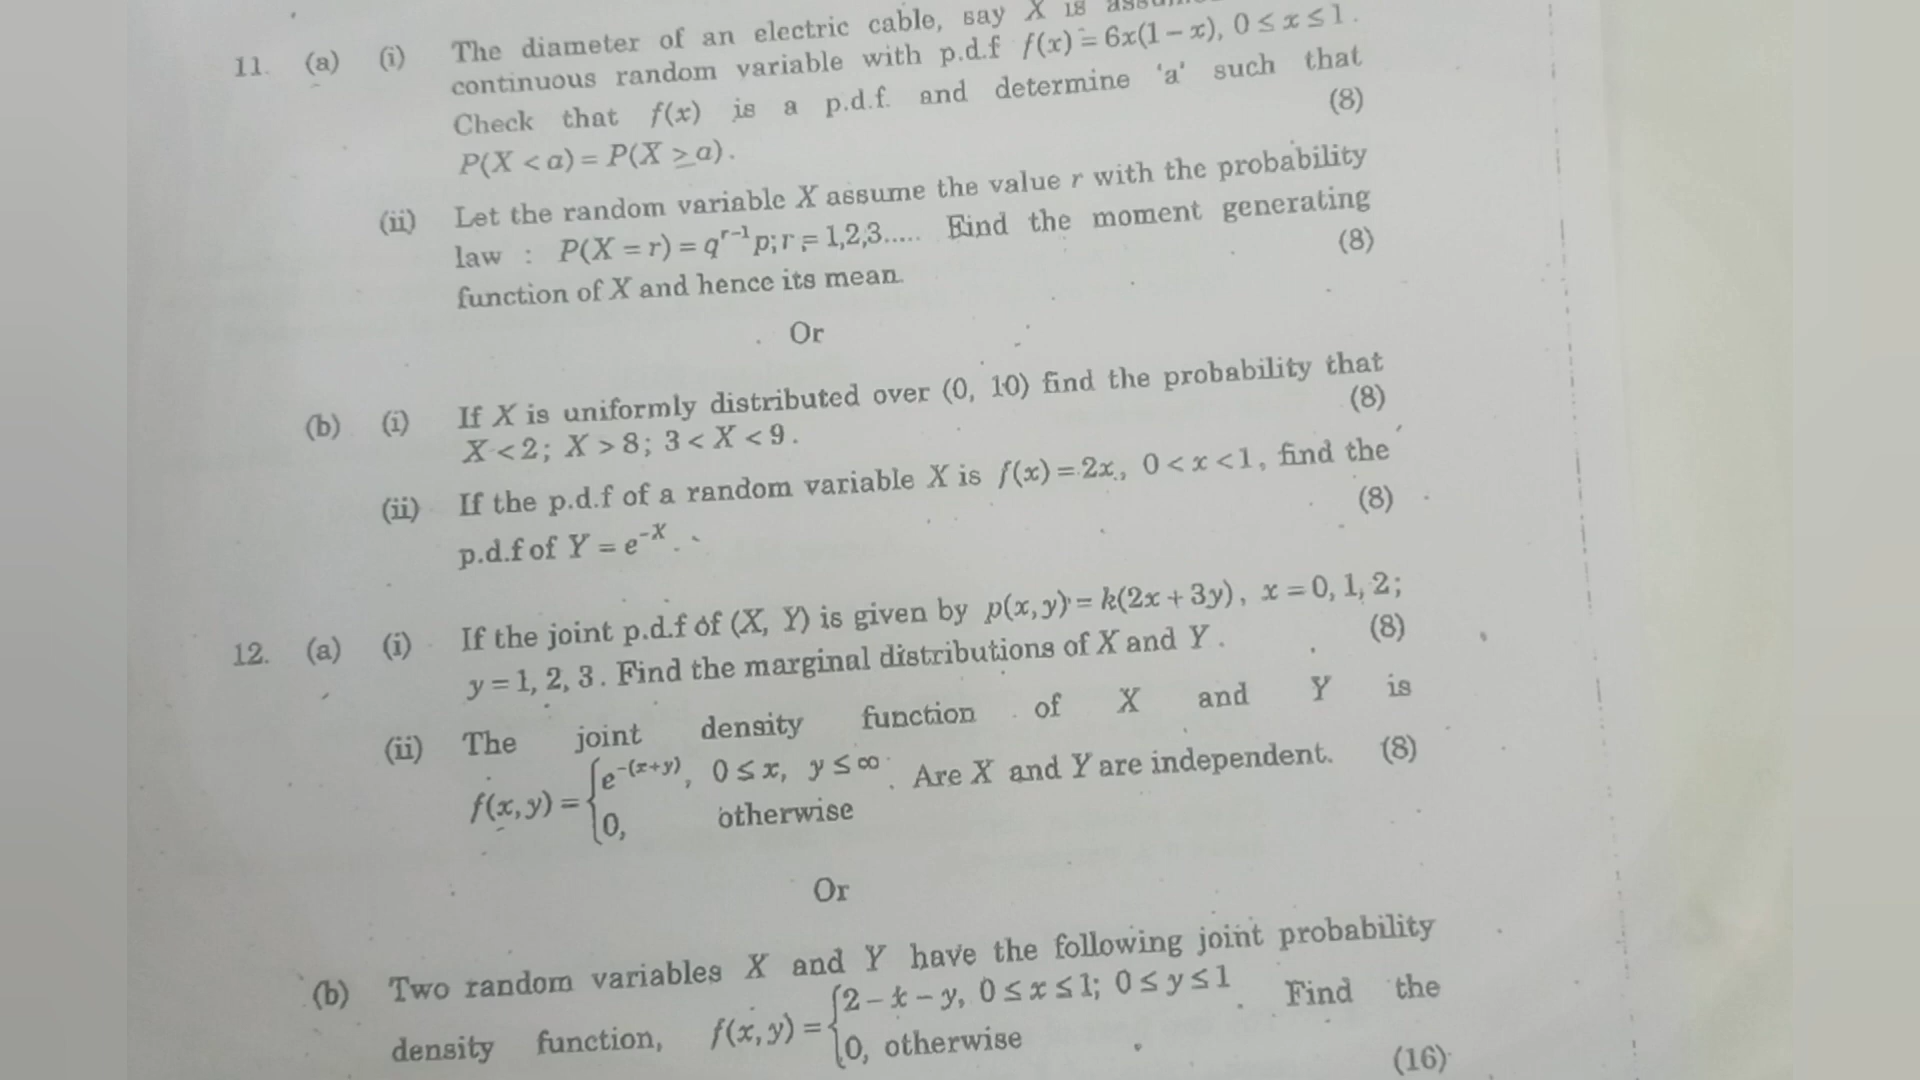 11. (a) (i) The diameter of an electric cable, say X is
continuous random variable with p.d.f f(x) = 6x(1 – x), 0 ≤ x ≤ 1.
Check that f(x) is a p.d.f. and determine 'a' such that
P(X < a) = P(X ≥ a). (8)
(ii) Let the random variable X assume the value r with the probability
law : P(X = r) = q^{r-1} p; r = 1,2,3..... Find the moment generating
function of X and hence its mean. (8)
Or
(b) (i) If X is uniformly distributed over (0, 10) find the probability that
X < 2; X > 8; 3 < X < 9. (8)
(ii) If the p.d.f of a random variable X is f(x) = 2x, 0 < x < 1, find the
p.d.f of Y = e^{-X}. (8)
12. (a) (i) If the joint p.d.f of (X, Y) is given by p(x,y) = k(2x + 3y), x = 0, 1, 2;
y = 1, 2, 3. Find the marginal distributions of X and Y. (8)
(ii) The joint density function of X and Y is
f(x,y) = {e^{-(x+y)}, 0 ≤ x, y ≤ ∞. Are X and Y are independent. (8)
0, otherwise
Or
(b) Two random variables X and Y have the following joint probability
density function, f(x,y) = {2 – x – y, 0 ≤ x ≤ 1; 0 ≤ y ≤ 1. Find the
0, otherwise
(16)